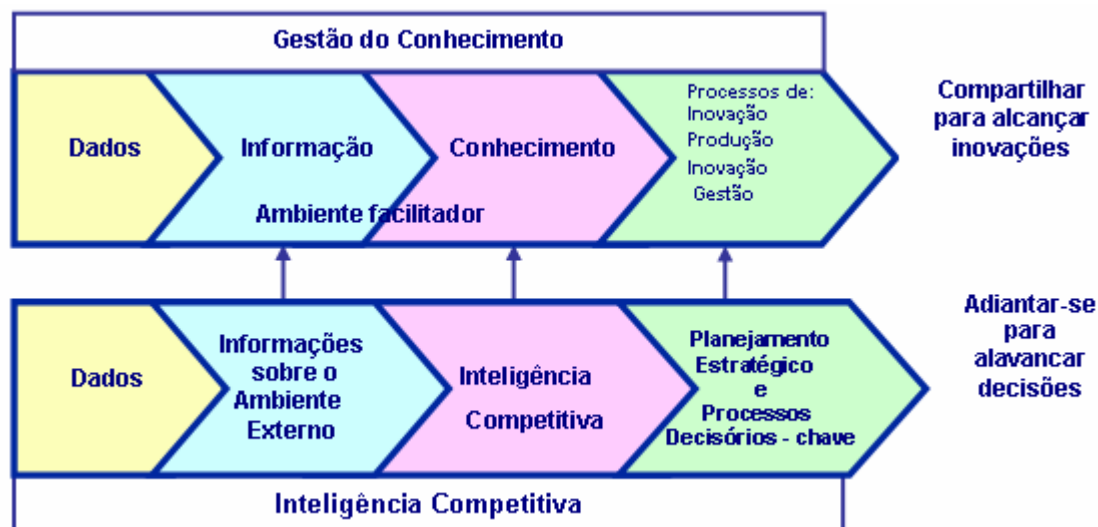 Gestão do Conhecimento
Dados
Informação
Conhecimento
Processos de:
Inovação
Produção
Inovação
Gestão
Ambiente facilitador
Compartilhar
para alcançar
inovações
Dados
Informações
sobre o
Ambiente
Externo
Inteligência
Competitiva
Planejamento
Estratégico
e
Processos
Decisórios - chave
Adiantar-se
para
alavancar
decisões
Inteligência Competitiva